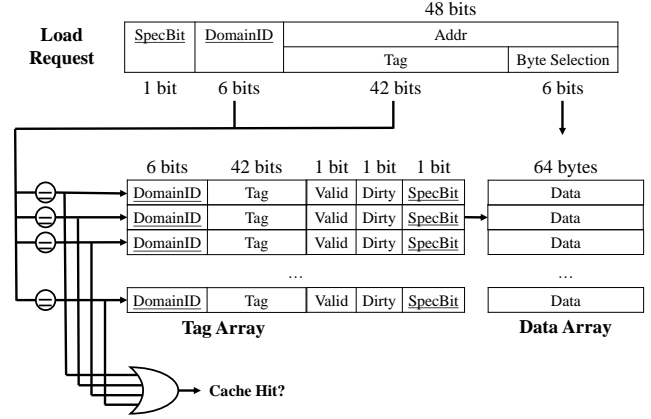 48 bits
Load Request
SpecBit DomainID Addr
Tag Byte Selection
1 bit 6 bits 42 bits 6 bits
6 bits 42 bits 1 bit 1 bit 1 bit 64 bytes
= DomainID Tag Valid Dirty SpecBit Data
= DomainID Tag Valid Dirty SpecBit Data
= DomainID Tag Valid Dirty SpecBit Data
... ...
= DomainID Tag Valid Dirty SpecBit Data
Tag Array Data Array
Cache Hit?